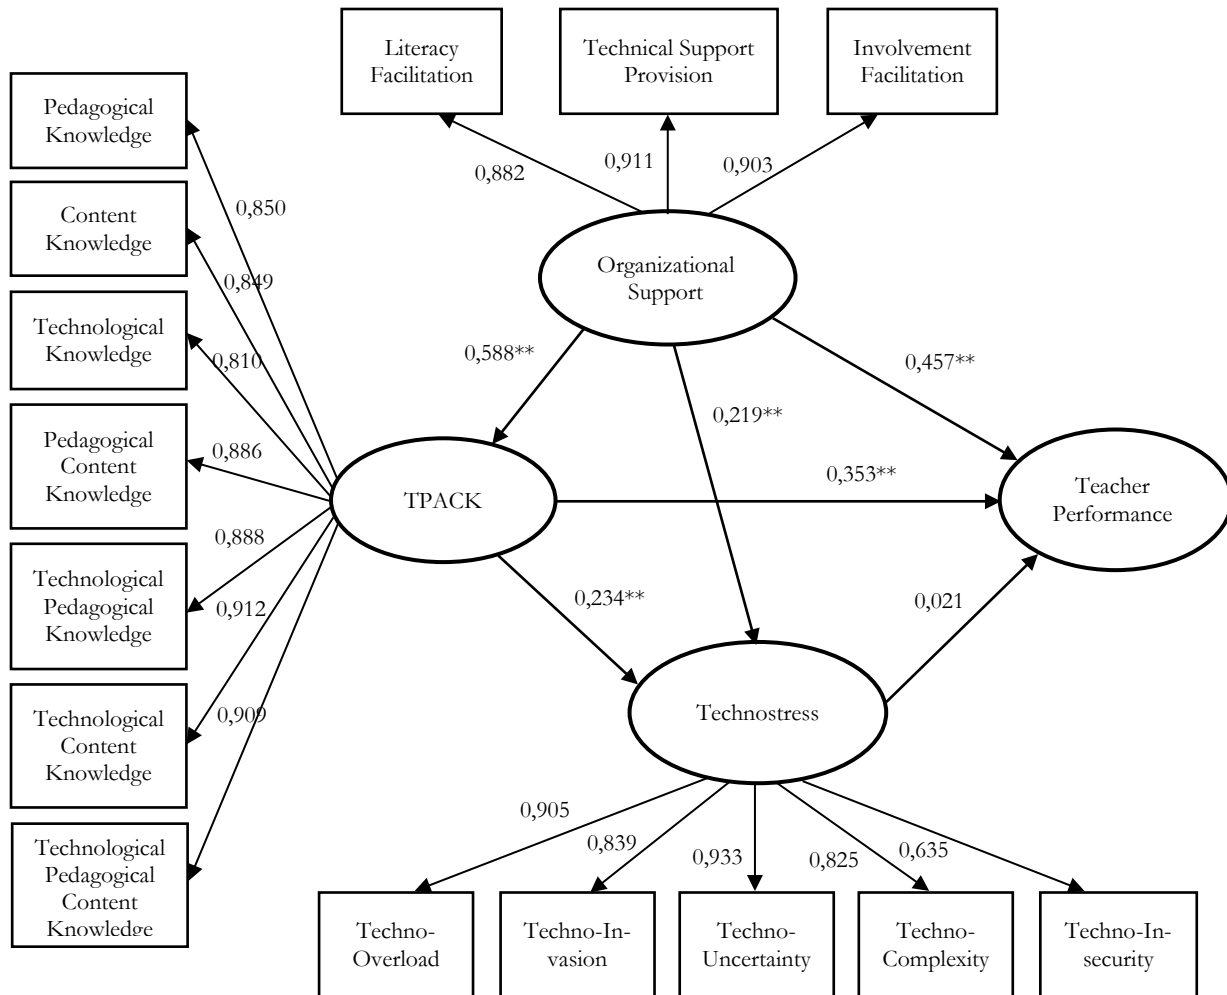 Literacy
Facilitation
Technical Support
Provision
Involvement
Facilitation
Pedagogical
Knowledge
Content
Knowledge
Technological
Knowledge
Pedagogical
Content
Knowledge
Technological
Pedagogical
Knowledge
Technological
Content
Knowledge
Technological
Pedagogical
Content
Knowledge
0,882
0,911
0,903
0,850
0,849
0,810
0,886
0,888
0,912
0,909
Organizational
Support
0,588**
0,457**
0,219**
TPACK
0,353**
Teacher
Performance
0,234**
0,021
Technostress
0,905
0,839
0,933
0,825
0,635
Techno-
Overload
Techno-In-
vasion
Techno-
Uncertainty
Techno-
Complexity
Techno-In-
security